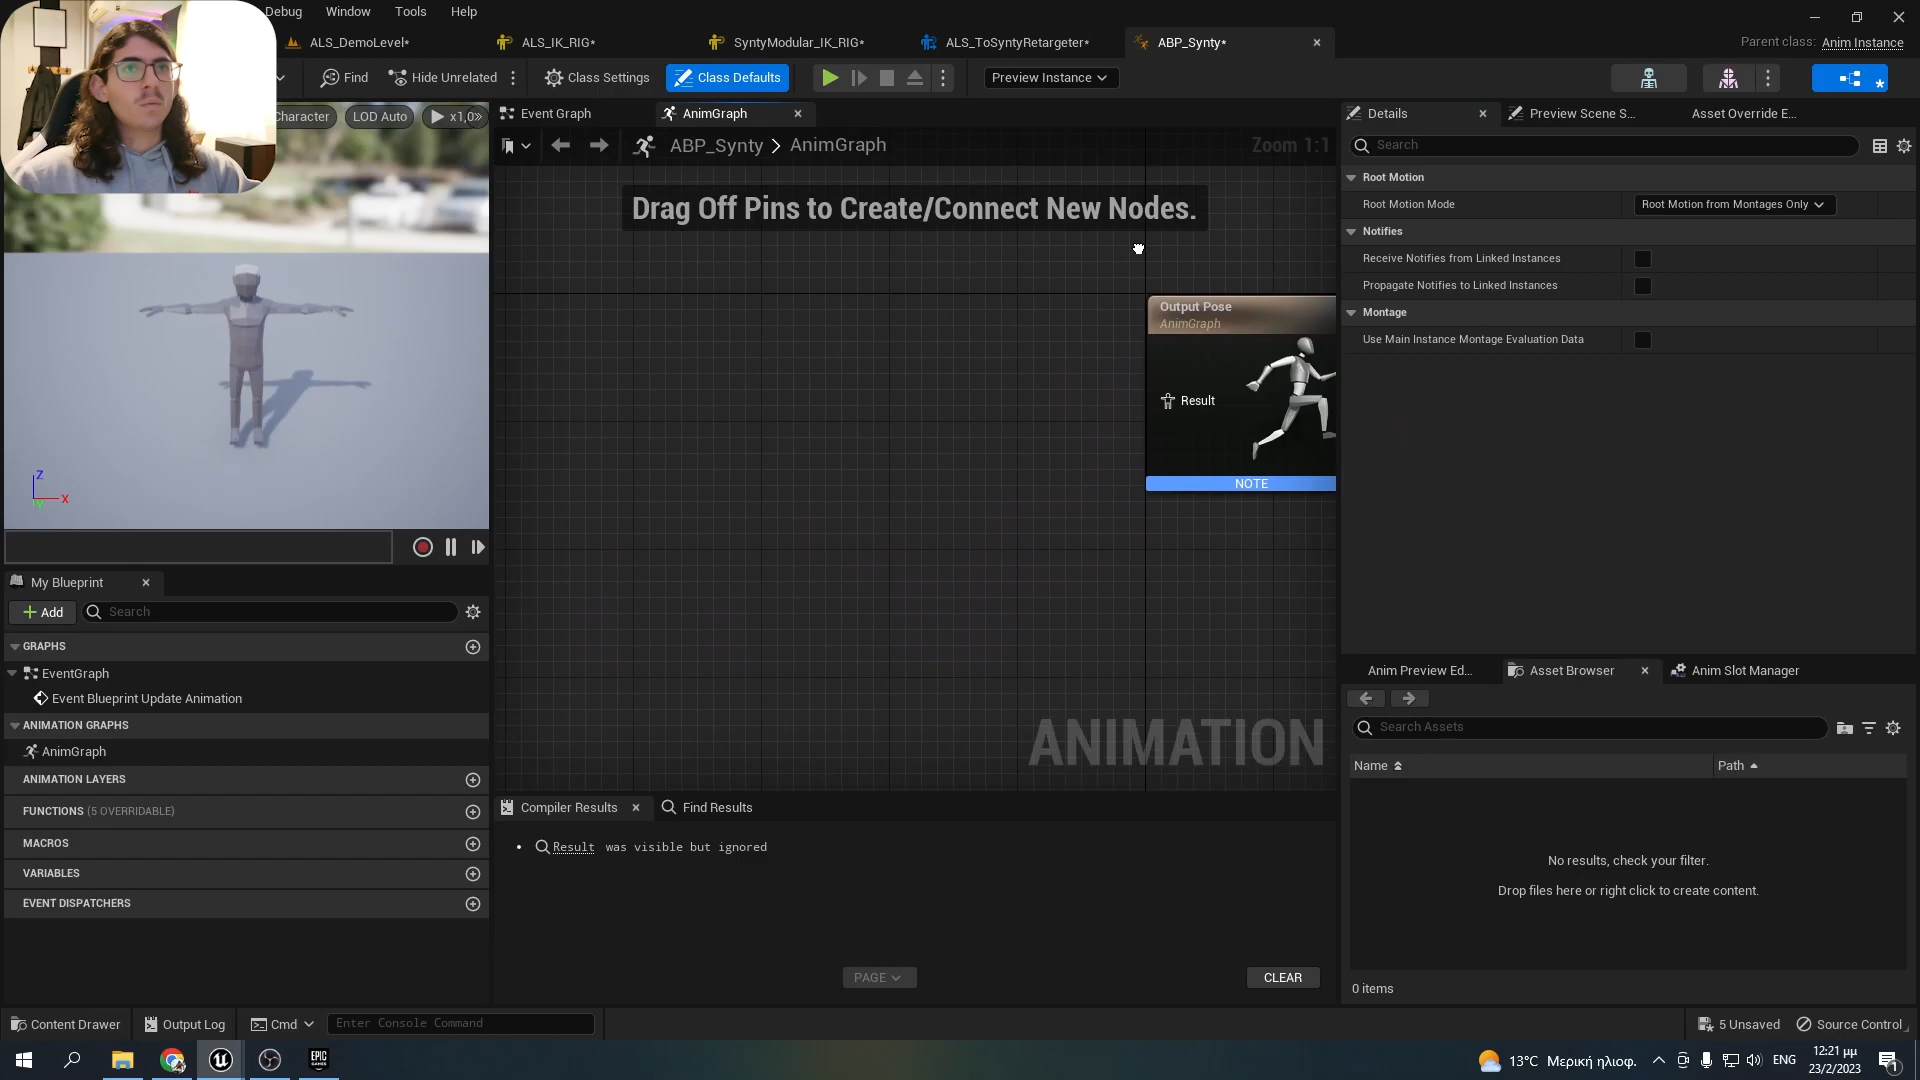 Debug Window Tools Help
ALS_DemoLevel*
ALS_IK_RIG*
SyntyModular_IK_RIG*
ALS_ToSyntyRetargeter*
ABP_Synty*
Parent class: Anim Instance
Find
Hide Unrelated
Class Settings
Class Defaults
Preview Instance
Character
LOD Auto
x1,0
Event Graph
AnimGraph
ABP_Synty > AnimGraph
Zoom 1:1
Drag Off Pins to Create/Connect New Nodes.
Output Pose
AnimGraph
Result
NOTE
ANIMATION
Z
X
Y
My Blueprint
Add
Search
GRAPHS
EventGraph
Event Blueprint Update Animation
ANIMATION GRAPHS
AnimGraph
ANIMATION LAYERS
FUNCTIONS (5 OVERRIDABLE)
MACROS
VARIABLES
EVENT DISPATCHERS
Compiler Results
Find Results
Result was visible but ignored
PAGE
CLEAR
Details
Preview Scene S...
Asset Override E...
Search
Root Motion
Root Motion Mode
Root Motion from Montages Only
Notifies
Receive Notifies from Linked Instances
Propagate Notifies to Linked Instances
Montage
Use Main Instance Montage Evaluation Data
Anim Preview Ed...
Asset Browser
Anim Slot Manager
Search Assets
Name
Path
No results, check your filter.
Drop files here or right click to create content.
0 items
Content Drawer
Output Log
Cmd
Enter Console Command
5 Unsaved
Source Control
EPIC
GAMES
13°C Μερική ηλιοφ.
ENG
12:21 μμ
23/2/2023
1